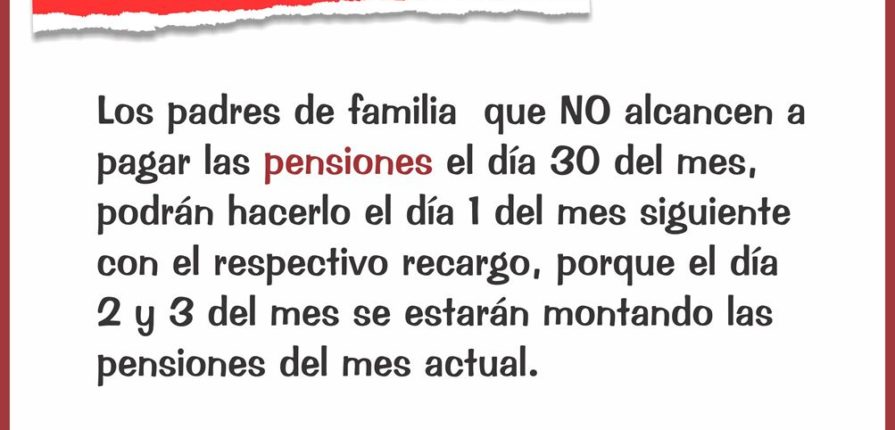 Los padres de familia  que NO alcancen a
pagar las pensiones el día 30 del mes,
podrán hacerlo el día 1 del mes siguiente
con el respectivo recargo, porque el día
2 y 3 del mes se estarán montando las
pensiones del mes actual.